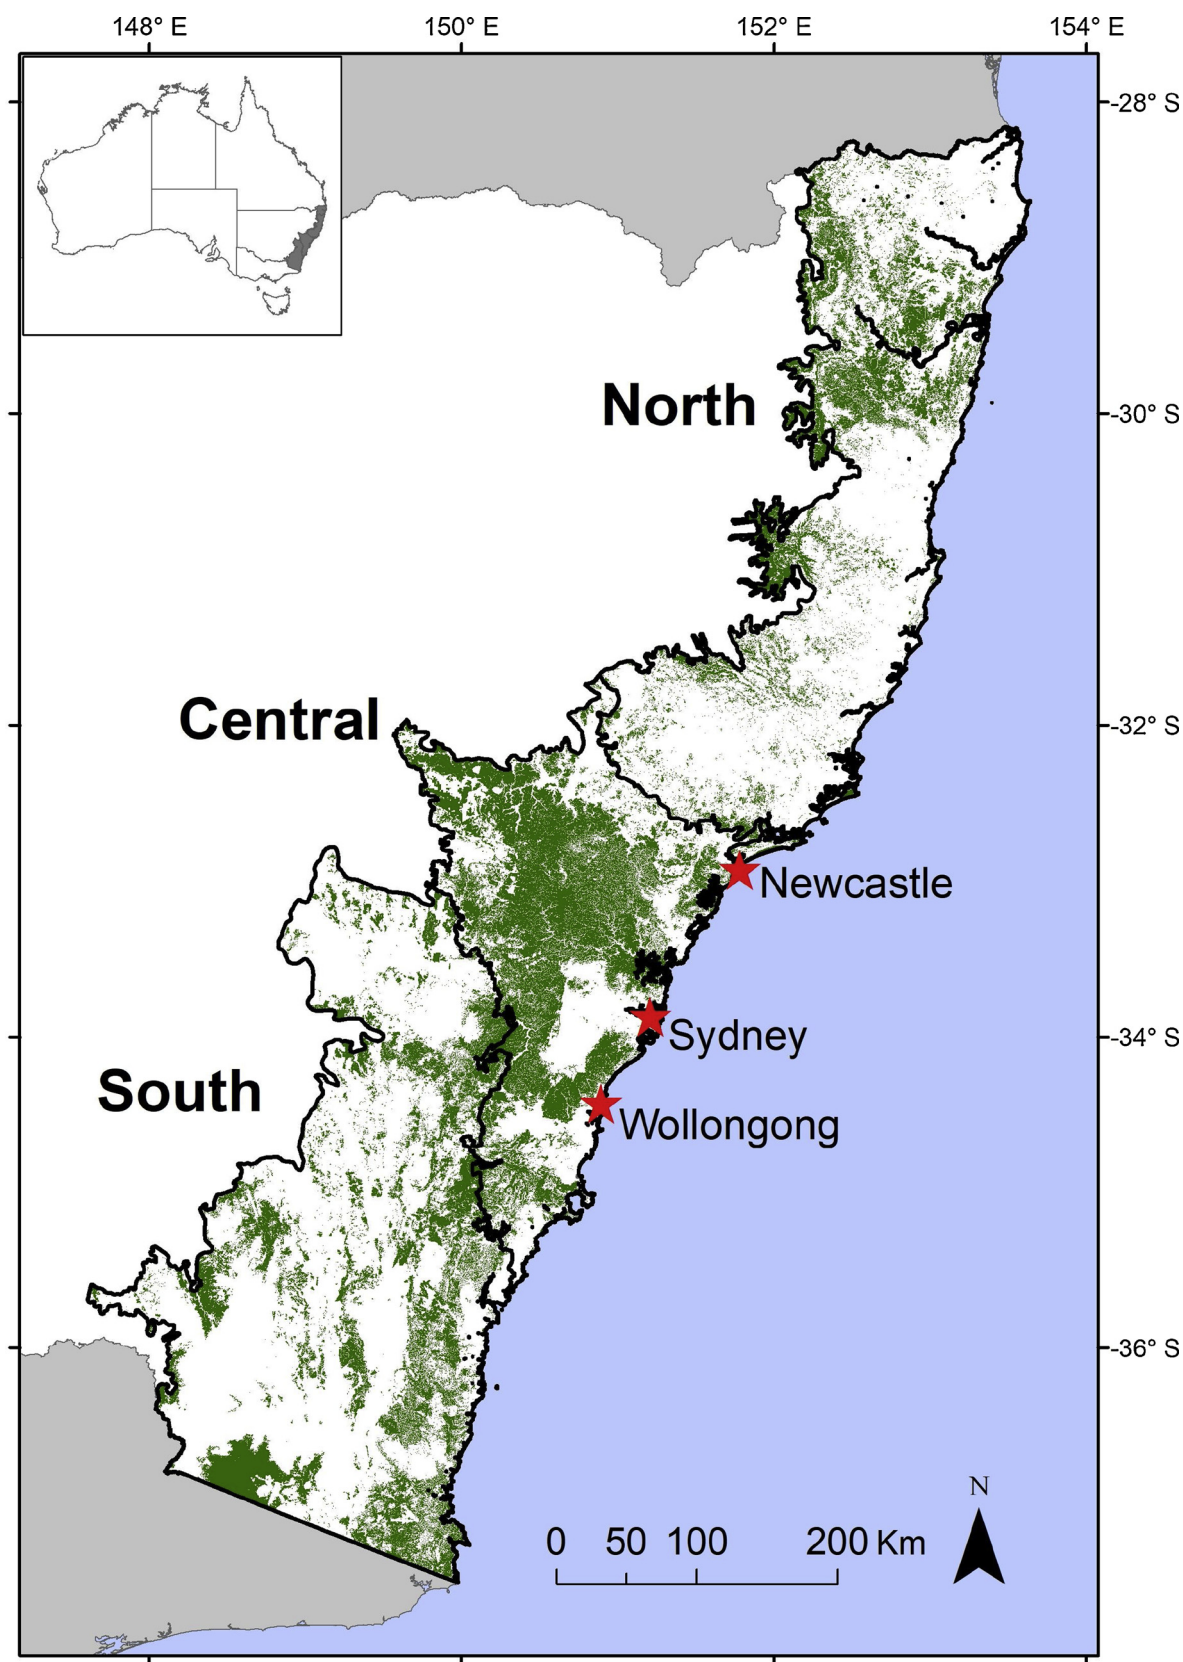 148° E 150° E 152° E 154° E
-28° S
North
-30° S
Central
-32° S
Newcastle
Sydney
-34° S
South
Wollongong
-36° S
N
0 50 100 200 Km